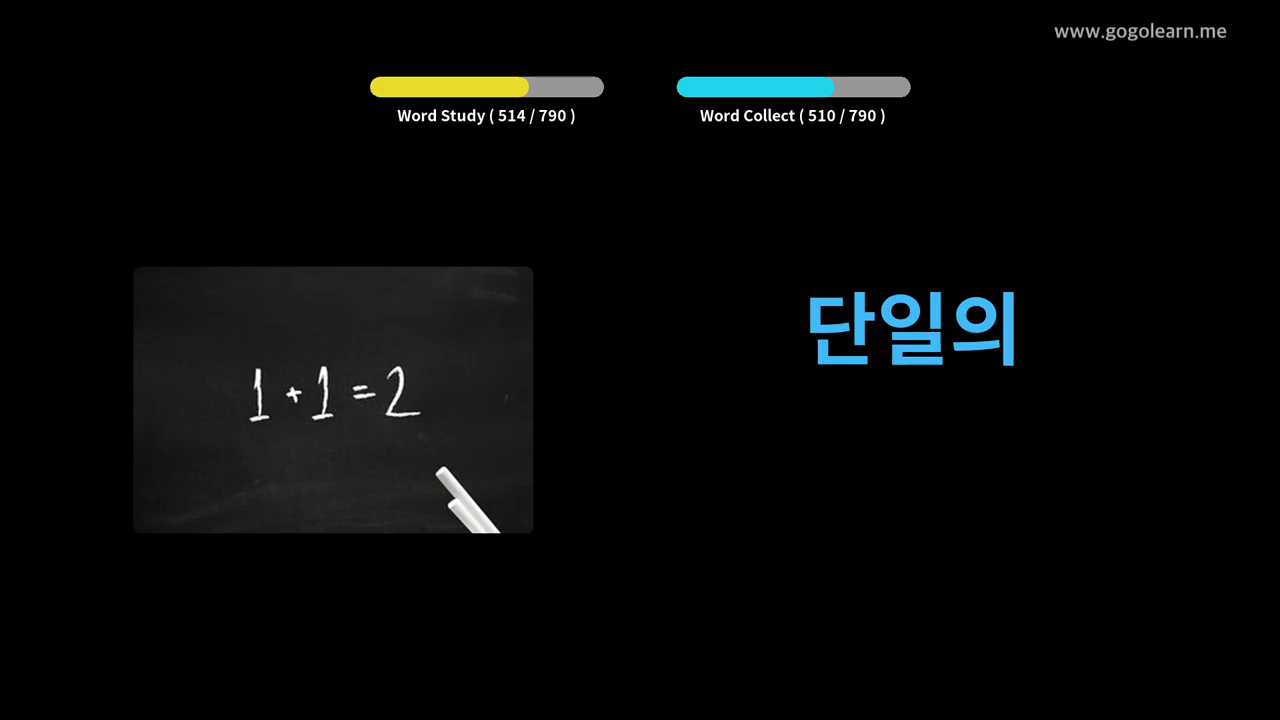 www.gogolearn.me
Word Study ( 514 / 790 )
Word Collect ( 510 / 790 )
1 + 1 = 2
단일의